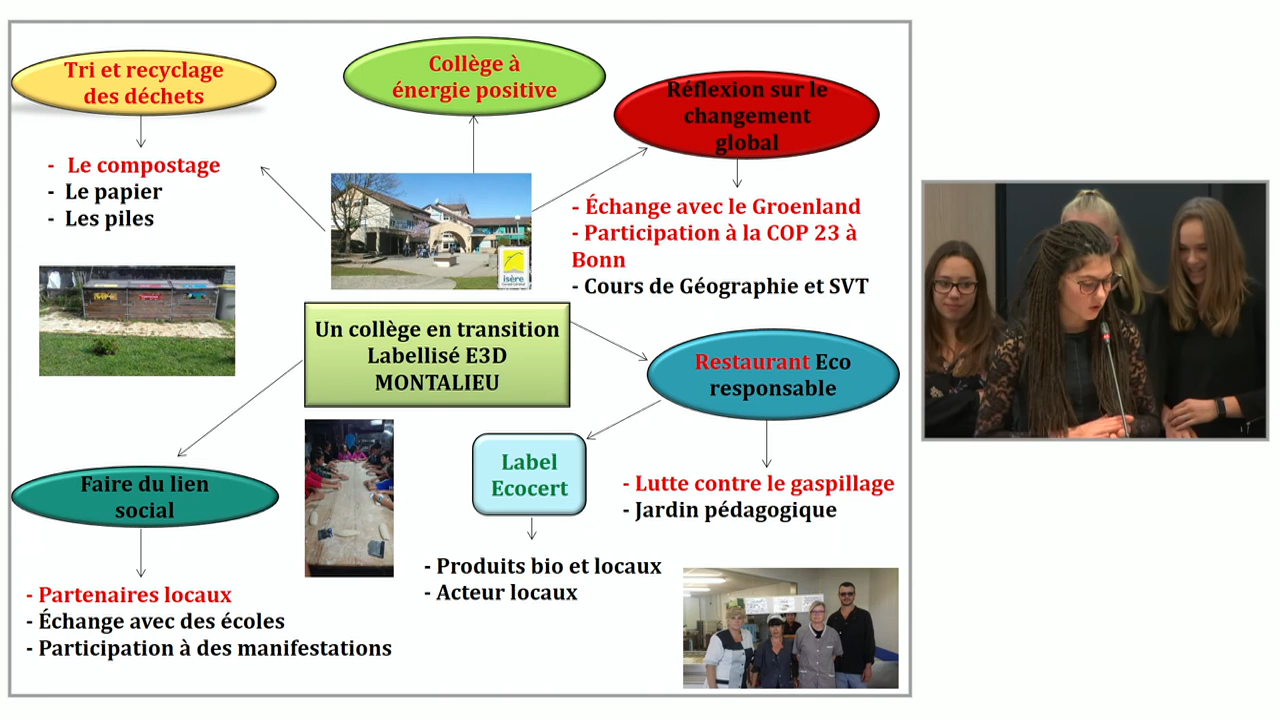 Tri et recyclage
des déchets
- Le compostage
- Le papier
- Les piles
Collège à
énergie positive
Réflexion sur le
changement
global
- Échange avec le Groenland
- Participation à la COP 23 à
Bonn
- Cours de Géographie et SVT
isère
Un collège en transition
Labellisé E3D
MONTALIEU
Restaurant Eco
responsable
- Lutte contre le gaspillage
- Jardin pédagogique
Label
Ecocert
- Produits bio et locaux
- Acteur locaux
Faire du lien
social
- Partenaires locaux
- Échange avec des écoles
- Participation à des manifestations